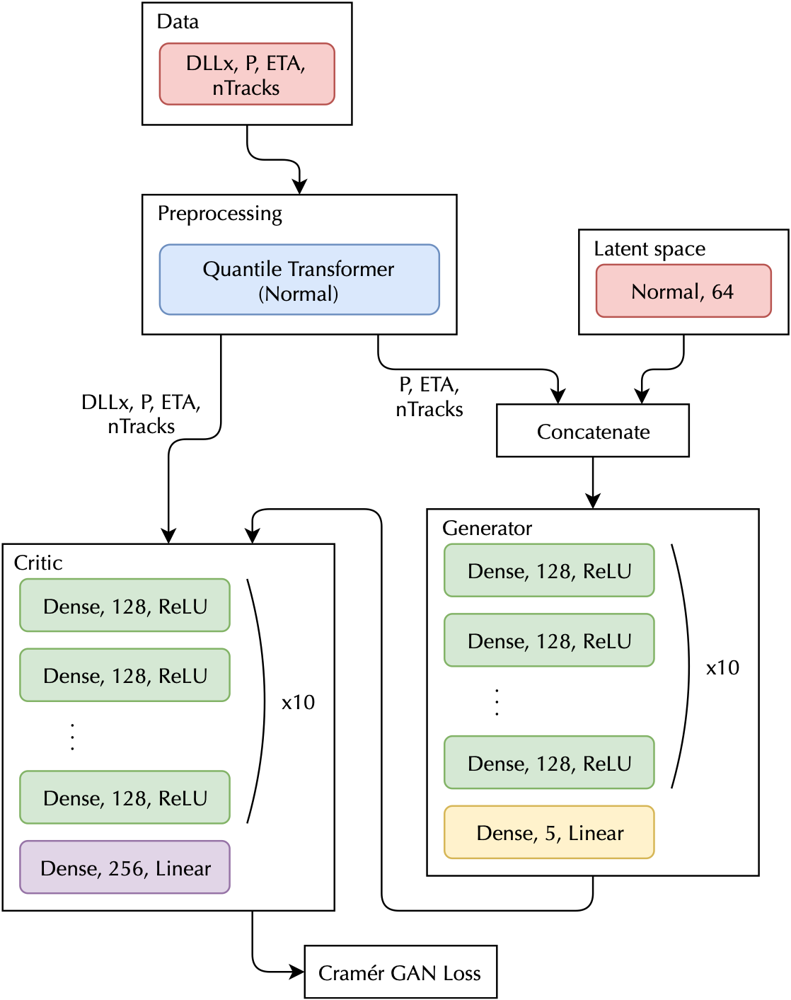 Data
DLLx, P, ETA,
nTracks
Preprocessing
Quantile Transformer
(Normal)
Latent space
Normal, 64
DLLx, P, ETA,
nTracks
P, ETA,
nTracks
Concatenate
Generator
Dense, 128, ReLU
Dense, 128, ReLU
⋮
Dense, 128, ReLU
x10
Dense, 5, Linear
Critic
Dense, 128, ReLU
Dense, 128, ReLU
⋮
Dense, 128, ReLU
x10
Dense, 256, Linear
Cramér GAN Loss